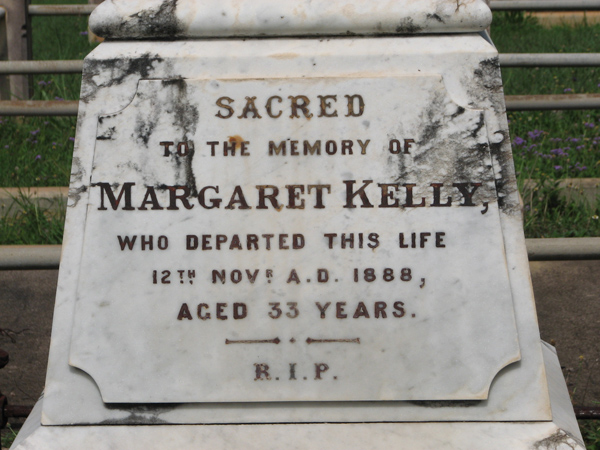 SACRED
TO THE MEMORY OF
MARGARET KELLY,
WHO DEPARTED THIS LIFE
12TH NOVR A.D. 1888,
AGED 33 YEARS.
R.I.P.